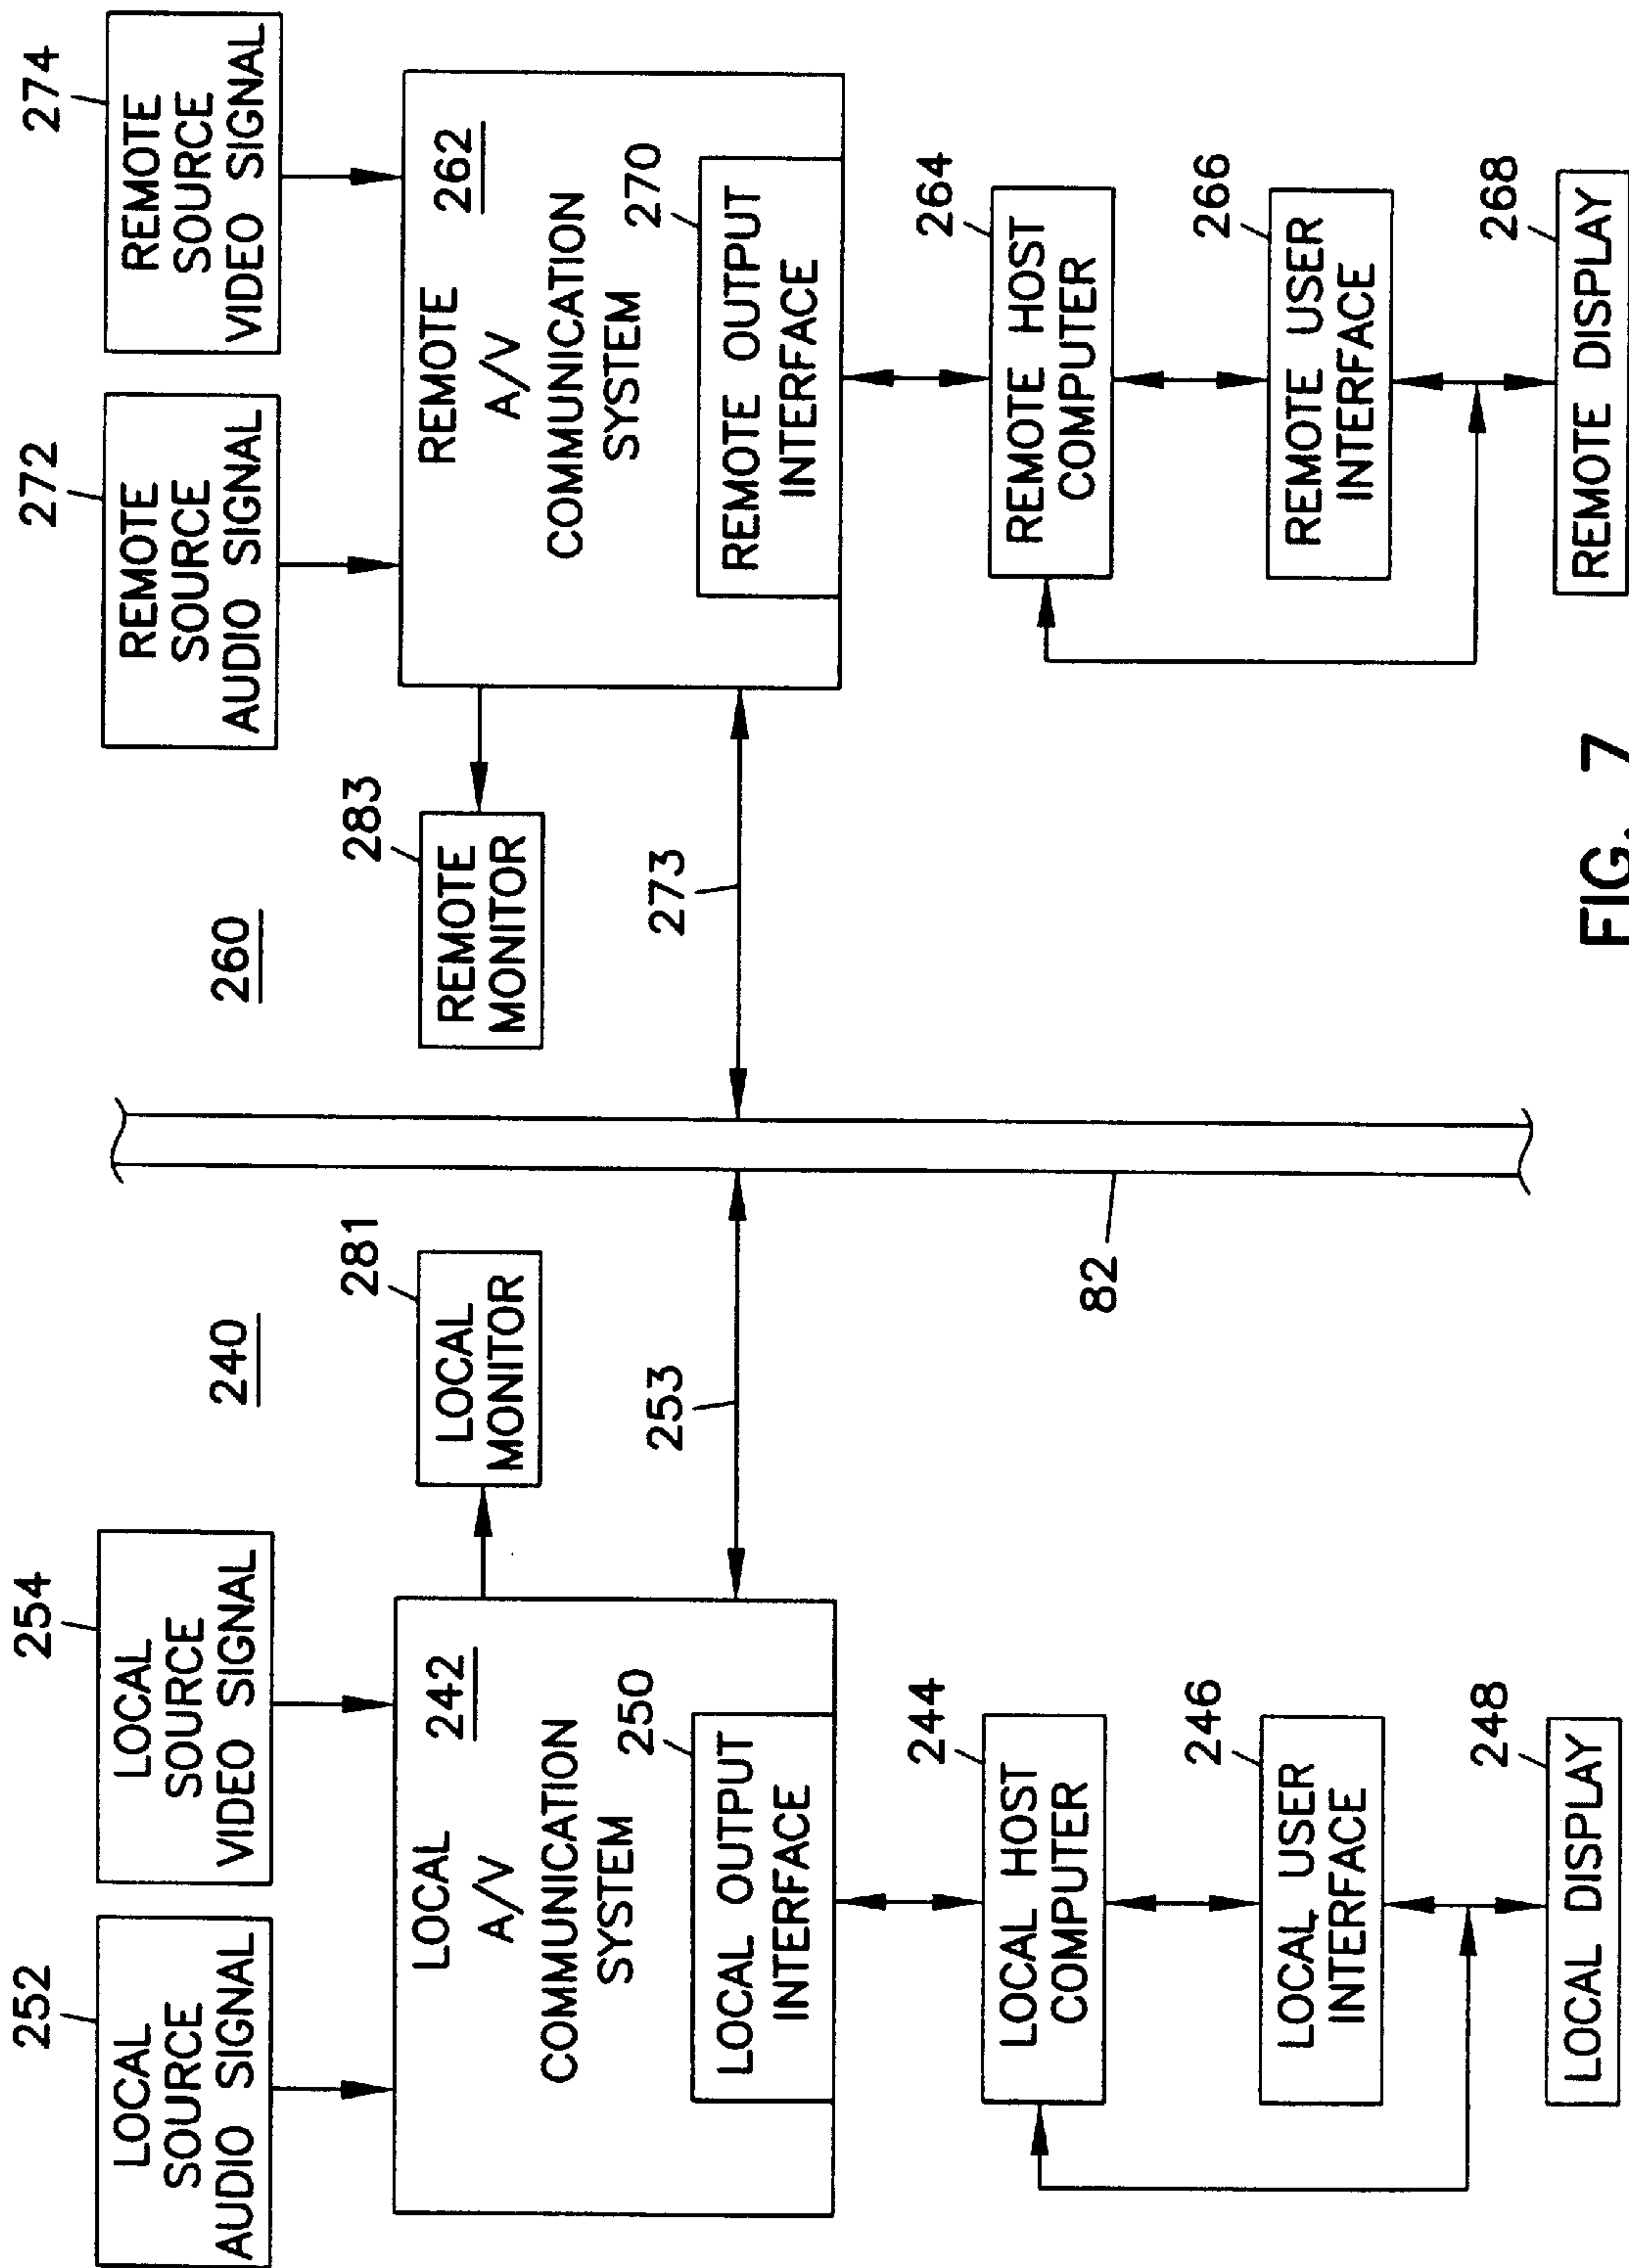 252
LOCAL
SOURCE
AUDIO SIGNAL
254
LOCAL
SOURCE
VIDEO SIGNAL
240
LOCAL
A/V
COMMUNICATION
SYSTEM
242
LOCAL
MONITOR
281
250
LOCAL OUTPUT
INTERFACE
253
244
LOCAL HOST
COMPUTER
246
LOCAL USER
INTERFACE
248
LOCAL DISPLAY
82
260
272
REMOTE
SOURCE
AUDIO SIGNAL
274
REMOTE
SOURCE
VIDEO SIGNAL
283
REMOTE
MONITOR
REMOTE
A/V
COMMUNICATION
SYSTEM
262
273
270
REMOTE OUTPUT
INTERFACE
264
REMOTE HOST
COMPUTER
266
REMOTE USER
INTERFACE
268
REMOTE DISPLAY
FIG. 7